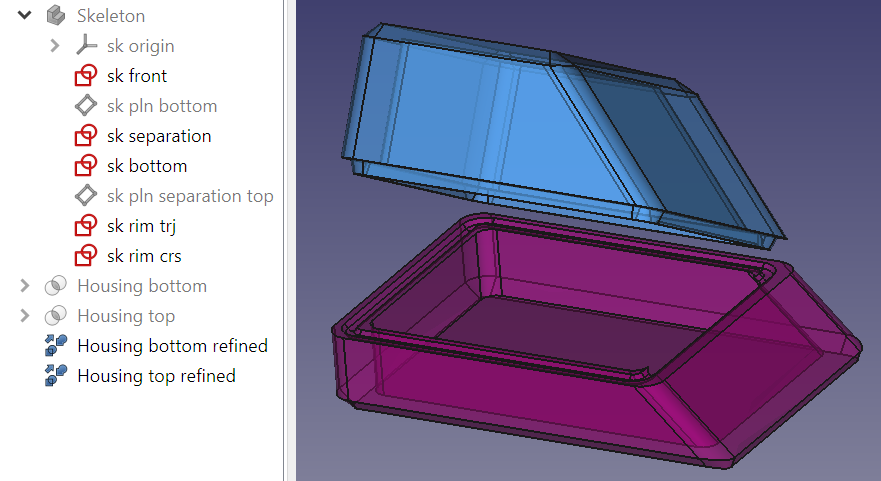 Skeleton
sk origin
sk front
sk pln bottom
sk separation
sk bottom
sk pln separation top
sk rim trj
sk rim crs
Housing bottom
Housing top
Housing bottom refined
Housing top refined